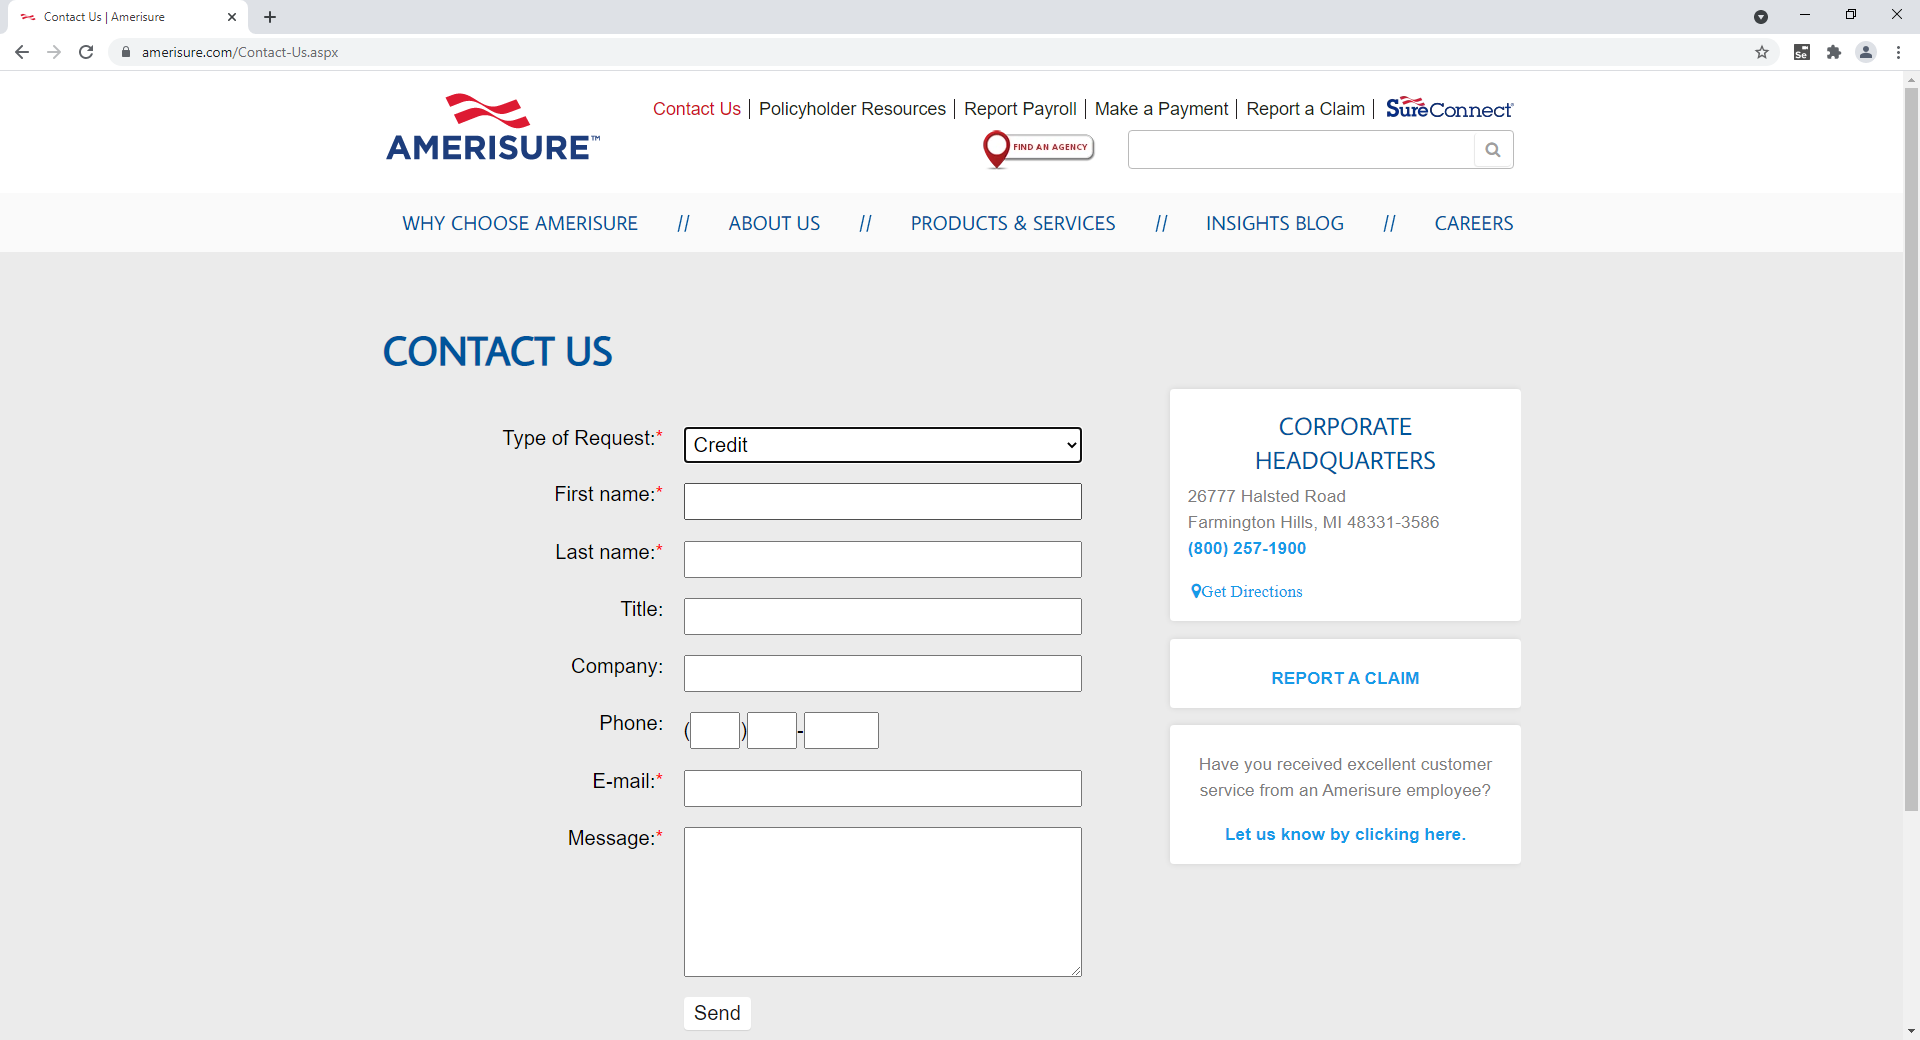 Contact Us | Amerisure
amerisure.com/Contact-Us.aspx
Se
AMERISURE™
Contact Us | Policyholder Resources | Report Payroll | Make a Payment | Report a Claim | SureConnect
FIND AN AGENCY
WHY CHOOSE AMERISURE // ABOUT US // PRODUCTS & SERVICES // INSIGHTS BLOG // CAREERS
CONTACT US
Type of Request:* Credit
First name:*
Last name:*
Title:
Company:
Phone: ( ) -
E-mail:*
Message:*
Send
CORPORATE
HEADQUARTERS
26777 Halsted Road
Farmington Hills, MI 48331-3586
(800) 257-1900
Get Directions
REPORT A CLAIM
Have you received excellent customer
service from an Amerisure employee?
Let us know by clicking here.